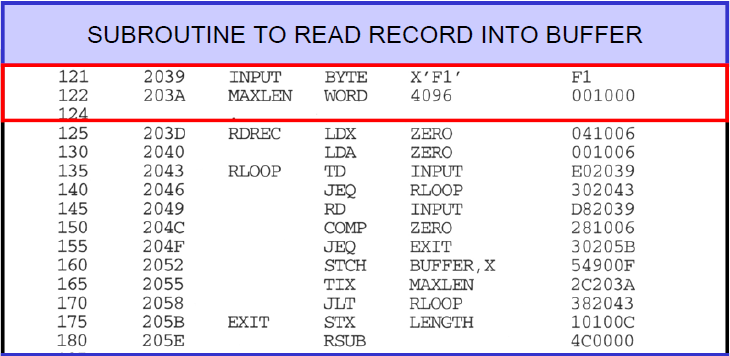 SUBROUTINE TO READ RECORD INTO BUFFER
121 2039 INPUT BYTE X'F1' F1
122 203A MAXLEN WORD 4096 001000
124 .
125 203D RDREC LDX ZERO 041006
130 2040 LDA ZERO 001006
135 2043 RLOOP TD INPUT E02039
140 2046 JEQ RLOOP 302043
145 2049 RD INPUT D82039
150 204C COMP ZERO 281006
155 204F JEQ EXIT 30205B
160 2052 STCH BUFFER,X 54900F
165 2055 TIX MAXLEN 2C203A
170 2058 JLT RLOOP 382043
175 205B EXIT STX LENGTH 10100C
180 205E RSUB 4C0000